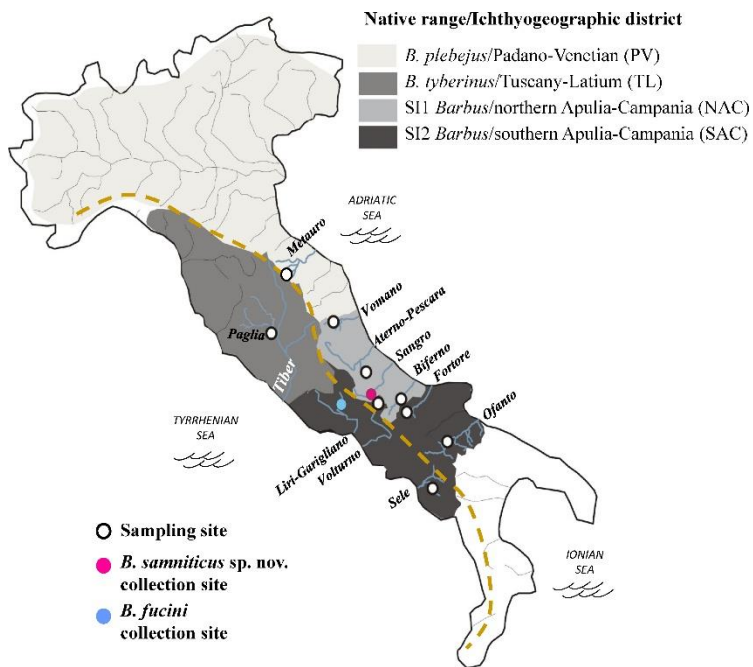 Native range/Ichthyogeographic district
B. plebejus/Padano-Venetian (PV)
B. tyberinus/Tuscany-Latium (TL)
SI1 Barbus/northern Apulia-Campania (NAC)
SI2 Barbus/southern Apulia-Campania (SAC)
ADRIATIC
SEA
Metauro
Vomano
Aterno-Pescara
Sangro
Biferno
Fortore
Ofanto
Paglia
Tiber
TYRRHENIAN
SEA
Liri-Garigliano
Volturno
Sele
IONIAN
SEA
Sampling site
B. samniticus sp. nov.
collection site
B. fucini
collection site